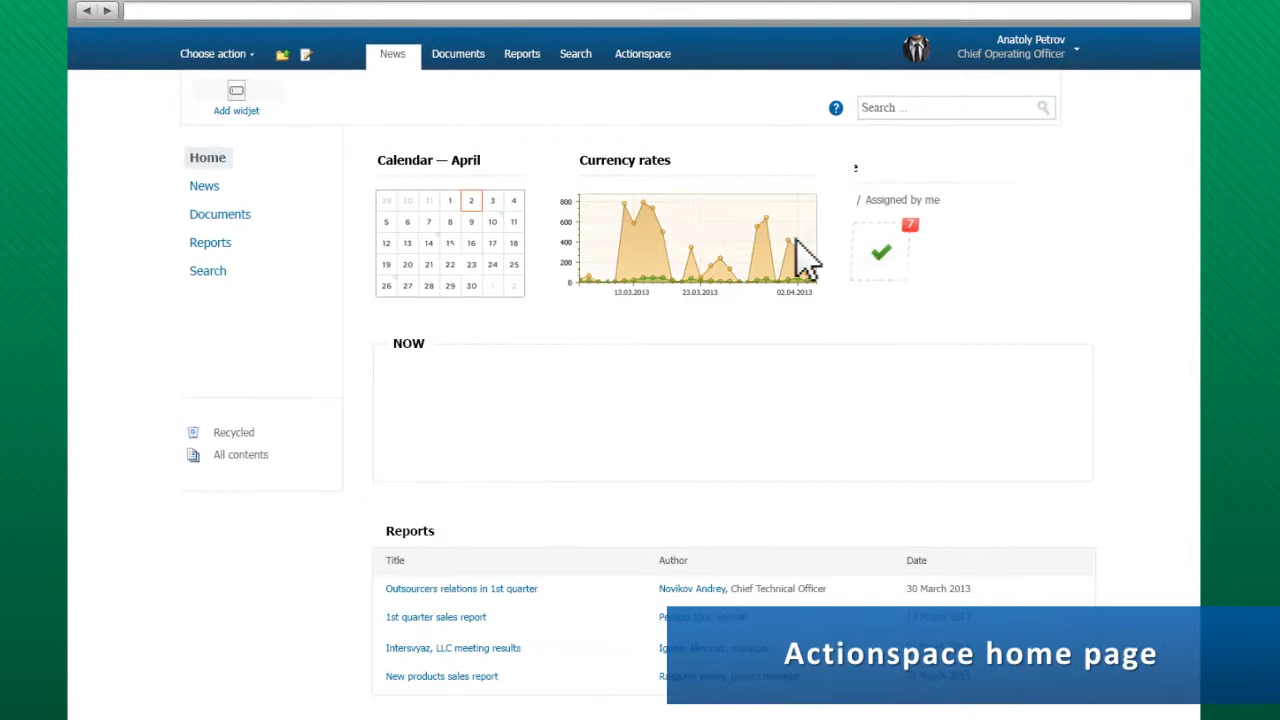 Anatoly Petrov
Choose action
News
Documents
Reports
Search
Actionspace
Chief Operating Officer
Add widjet
?
Search ...
Home
News
Documents
Reports
Search
Recycled
All contents
Calendar — April
29 30 31 1 2 3 4
5 6 7 8 9 10 11
12 13 14 15 16 17 18
19 20 21 22 23 24 25
26 27 28 29 30 1 2
Currency rates
800
600
400
200
0
13.03.2013 23.03.2013 02.04.2013
e
/ Assigned by me
7
NOW
Reports
Title Author Date
Outsourcers relations in 1st quarter Novikov Andrey, Chief Technical Officer 30 March 2013
1st quarter sales report
Intersvyaz, LLC meeting results
New products sales report
Actionspace home page